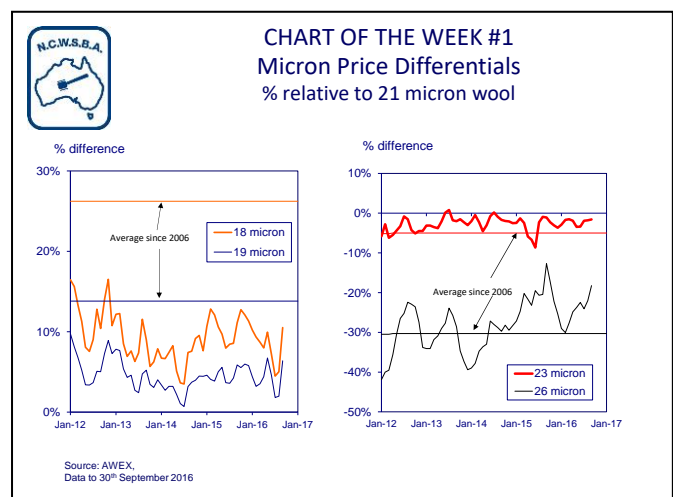 N.C.W.S.B.A.
CHART OF THE WEEK #1
Micron Price Differentials
% relative to 21 micron wool
% difference
30%
20%
10%
0%
Average since 2006
18 micron
19 micron
Jan-12 Jan-13 Jan-14 Jan-15 Jan-16 Jan-17
% difference
10%
0%
-10%
-20%
-30%
-40%
-50%
Average since 2006
23 micron
26 micron
Jan-12 Jan-13 Jan-14 Jan-15 Jan-16 Jan-17
Source: AWEX,
Data to 30th September 2016